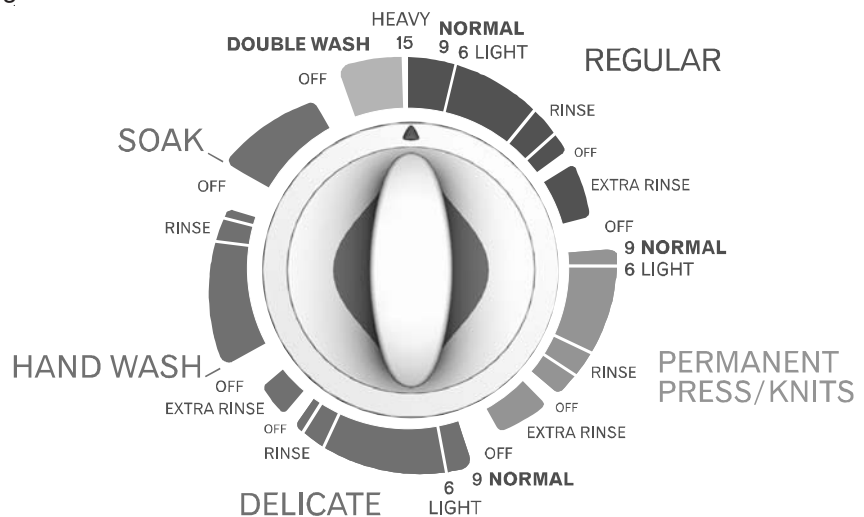 HEAVY
DOUBLE WASH
15
NORMAL
9 6 LIGHT
REGULAR
OFF
RINSE
OFF
EXTRA RINSE
OFF
9 NORMAL
6 LIGHT
PERMANENT
PRESS/KNITS
RINSE
OFF
EXTRA RINSE
OFF
9 NORMAL
6
LIGHT
DELICATE
RINSE
OFF
EXTRA RINSE
OFF
HAND WASH
RINSE
OFF
SOAK